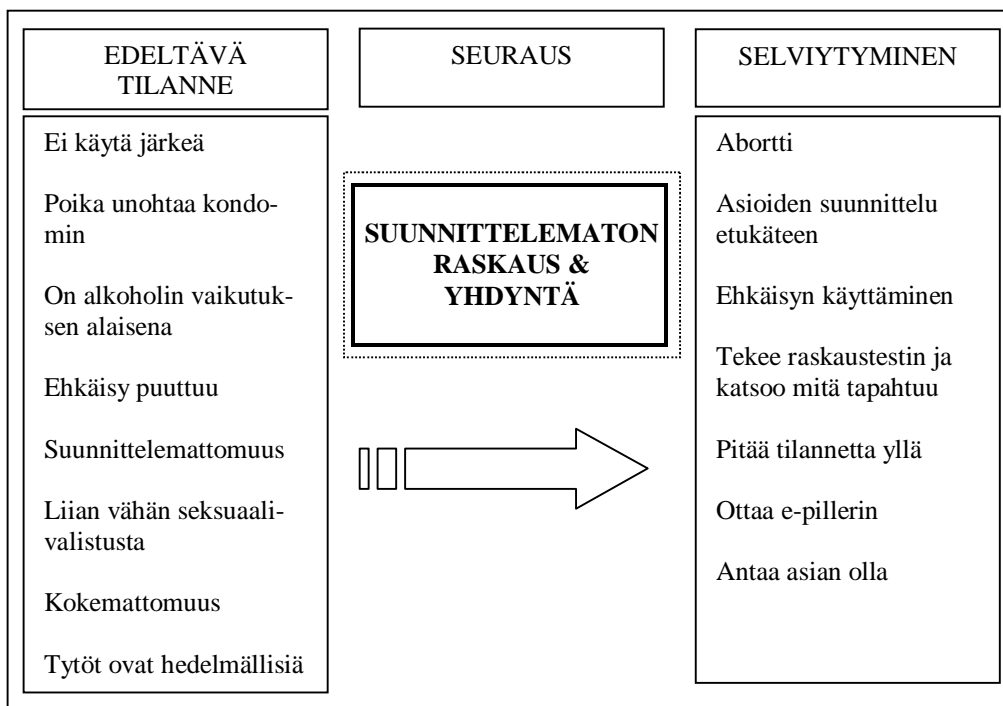 EDELTÄVÄ
TILANNE
Ei käytä järkeä
Poika unohtaa kondo-
min
On alkoholin vaikutuk-
sen alaisena
Ehkäisy puuttuu
Suunnittelemattomuus
Liian vähän seksuaali-
valistusta
Kokemattomuus
Tytöt ovat hedelmällisiä
SEURAUS
SUUNNITTELEMATON
RASKAUS &
YHDYNTÄ
SELVIYTYMINEN
Abortti
Asioiden suunnittelu
etukäteen
Ehkäisyn käyttäminen
Tekee raskaustestin ja
katsoo mitä tapahtuu
Pitää tilannetta yllä
Ottaa e-pillerin
Antaa asian olla